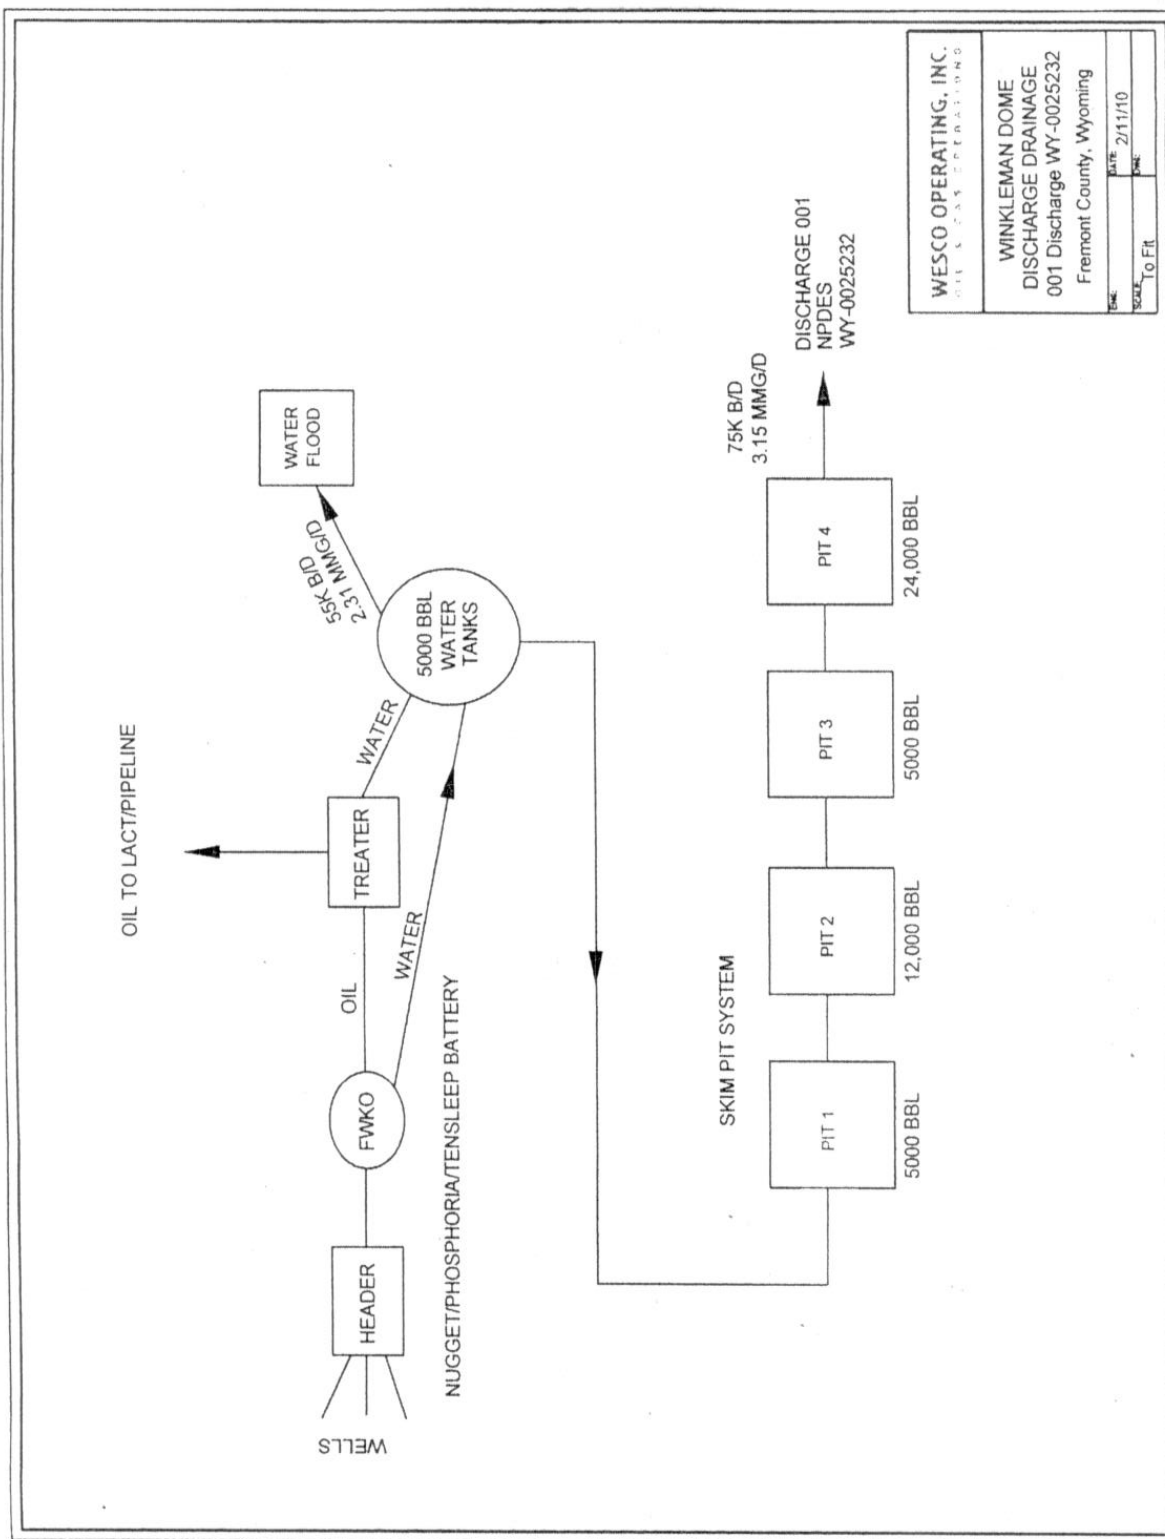 OIL TO LACT/PIPELINE
WELLS
HEADER
FWKO
OIL
TREATER
WATER
WATER
5000 BBL
WATER
TANKS
55K B/D
2.31 MMG/D
WATER
FLOOD
NUGGET/PHOSPHORIA/TENSLEEP BATTERY
SKIM PIT SYSTEM
PIT 1
5000 BBL
PIT 2
12,000 BBL
PIT 3
5000 BBL
PIT 4
24,000 BBL
75K B/D
3.15 MMG/D
DISCHARGE 001
NPDES
WY-0025232
WESCO OPERATING, INC.
OIL & GAS OPERATIONS
WINKLEMAN DOME
DISCHARGE DRAINAGE
001 Discharge WY-0025232
Fremont County, Wyoming
DATE: 2/11/10
SCALE: To Fit